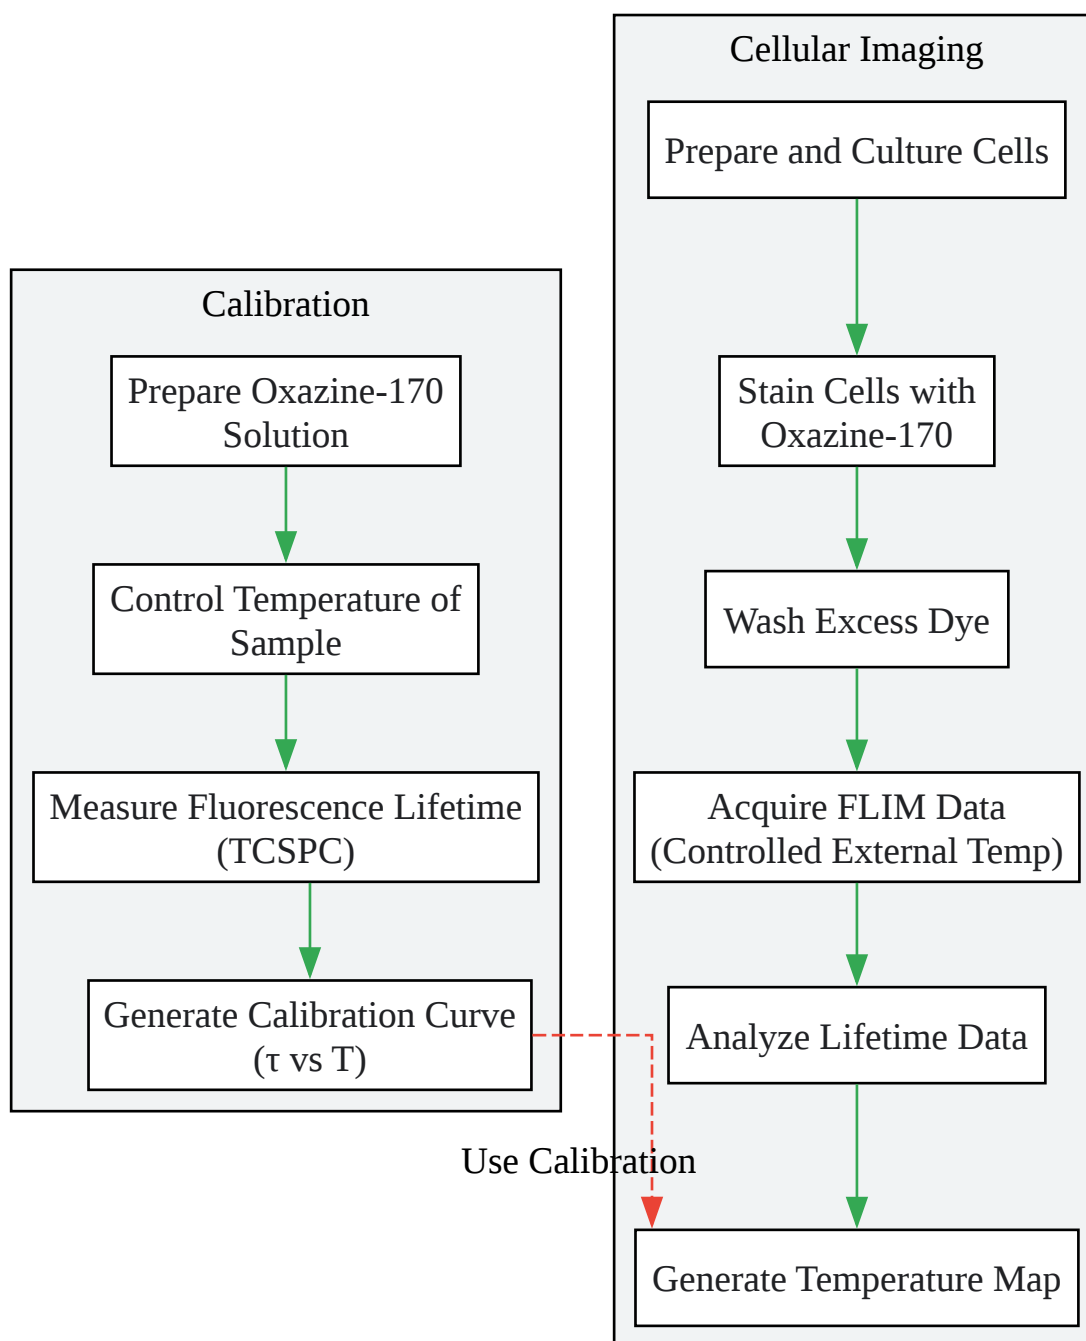 Calibration
Prepare Oxazine-170
Solution
Control Temperature of
Sample
Measure Fluorescence Lifetime
(TCSPC)
Generate Calibration Curve
(τ vs T)
Use Calibration
Cellular Imaging
Prepare and Culture Cells
Stain Cells with
Oxazine-170
Wash Excess Dye
Acquire FLIM Data
(Controlled External Temp)
Analyze Lifetime Data
Generate Temperature Map